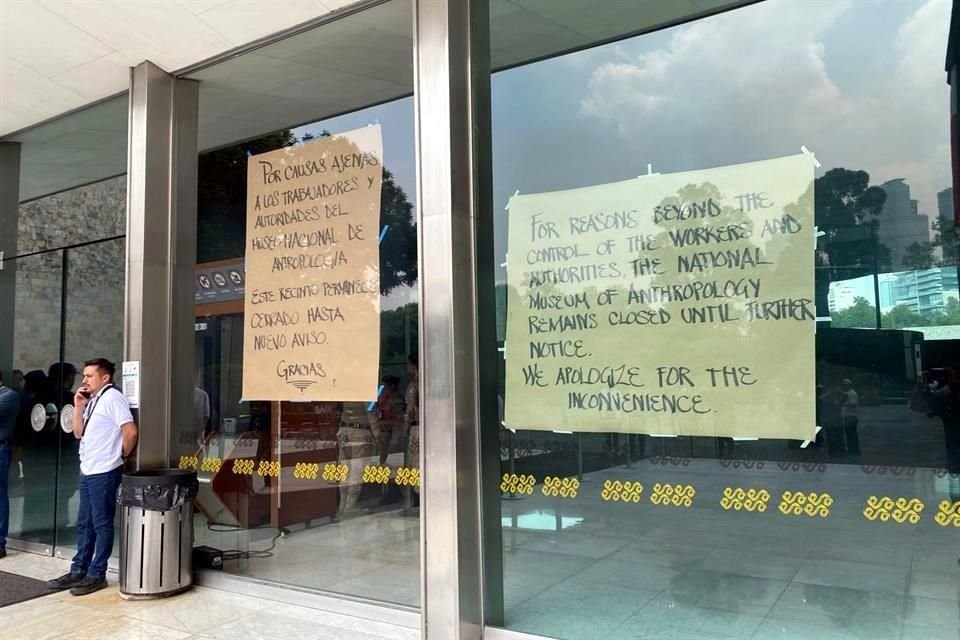 POR CAUSAS AJENAS
A LOS TRABAJADORES Y
AUTORIDADES DEL
MUSEO NACIONAL DE
ANTROPOLOGÍA
ESTE RECINTO PERMANECE
CERRADO HASTA
NUEVO AVISO.
GRACIAS
FOR REASONS BEYOND THE
CONTROL OF THE WORKERS AND
AUTHORITIES, THE NATIONAL
MUSEUM OF ANTHROPOLOGY
REMAINS CLOSED UNTIL FURTHER
NOTICE.
WE APOLOGIZE FOR THE
INCONVENIENCE.